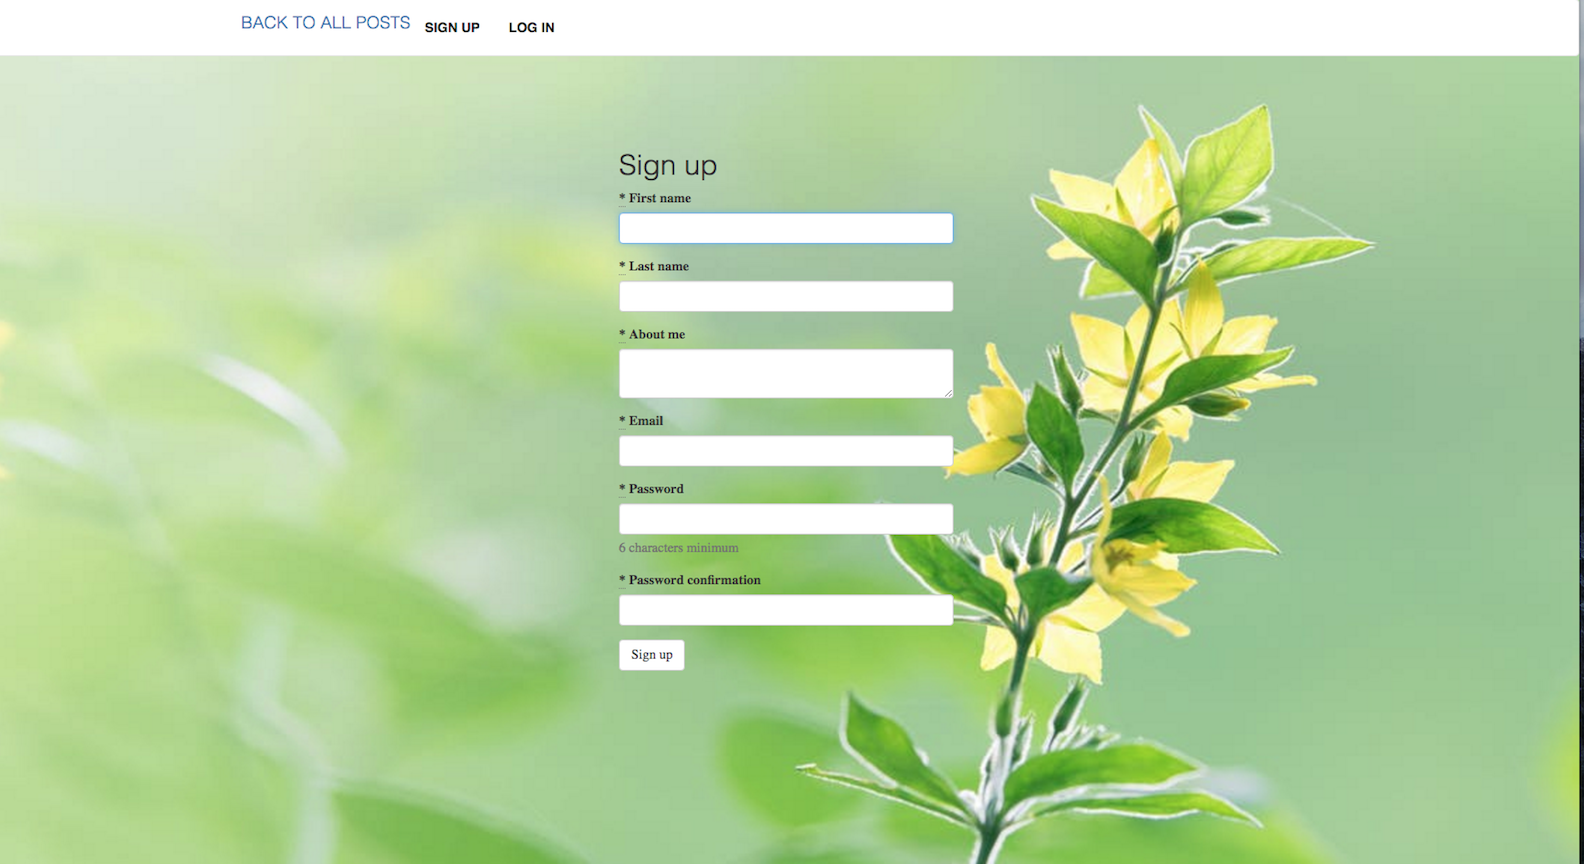 BACK TO ALL POSTS SIGN UP LOG IN
Sign up
* First name
* Last name
* About me
* Email
* Password
6 characters minimum
* Password confirmation
Sign up